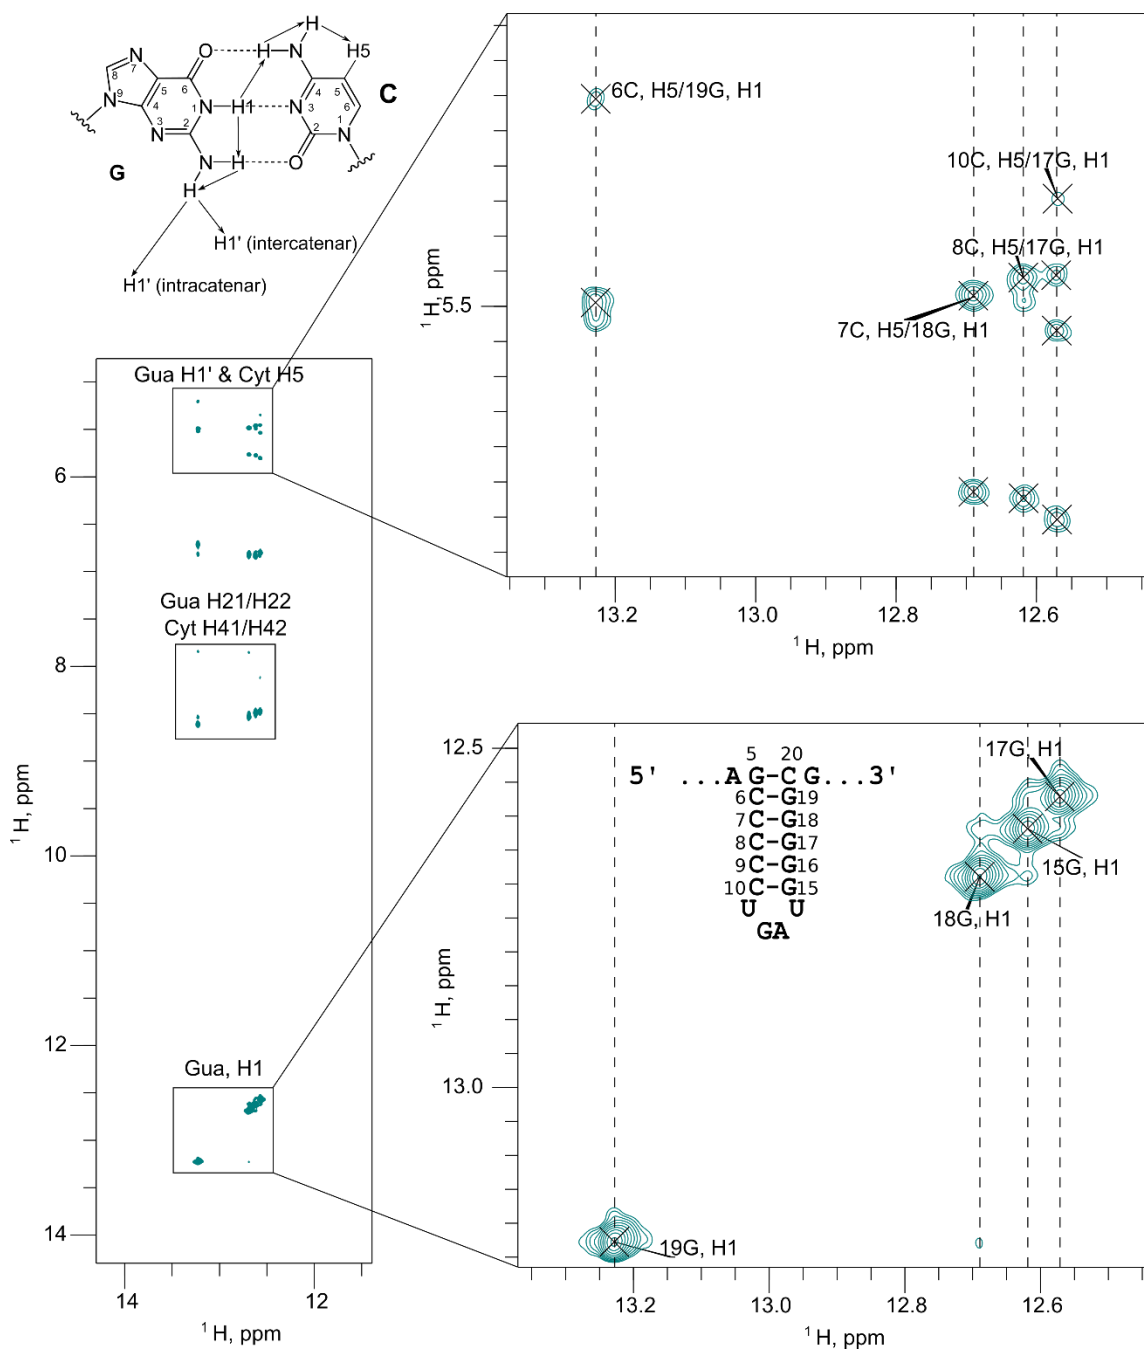 N
7
8
9
N
5
4
3
N
6
O
1
N
H1
2
N
H
H
G
O
N
H
H
H5
4
5
3
N
6
2
1
N
O
C
H1' (intercatenar)
H1' (intracatenar)
Gua H1' & Cyt H5
Gua H21/H22
Cyt H41/H42
Gua, H1
6
8
10
12
14
¹H, ppm
14
12
¹H, ppm
6C, H5/19G, H1
10C, H5/17G, H1
8C, H5/17G, H1
7C, H5/18G, H1
5.5
¹H, ppm
13.2
13.0
12.8
12.6
¹H, ppm
12.5
13.0
¹H, ppm
5 20
5' ...AG-CG...3'
6C-G19
7C-G18
8C-G17
9C-G16
10C-G15
U U
GA
17G, H1
15G, H1
18G, H1
19G, H1
13.2
13.0
12.8
12.6
¹H, ppm